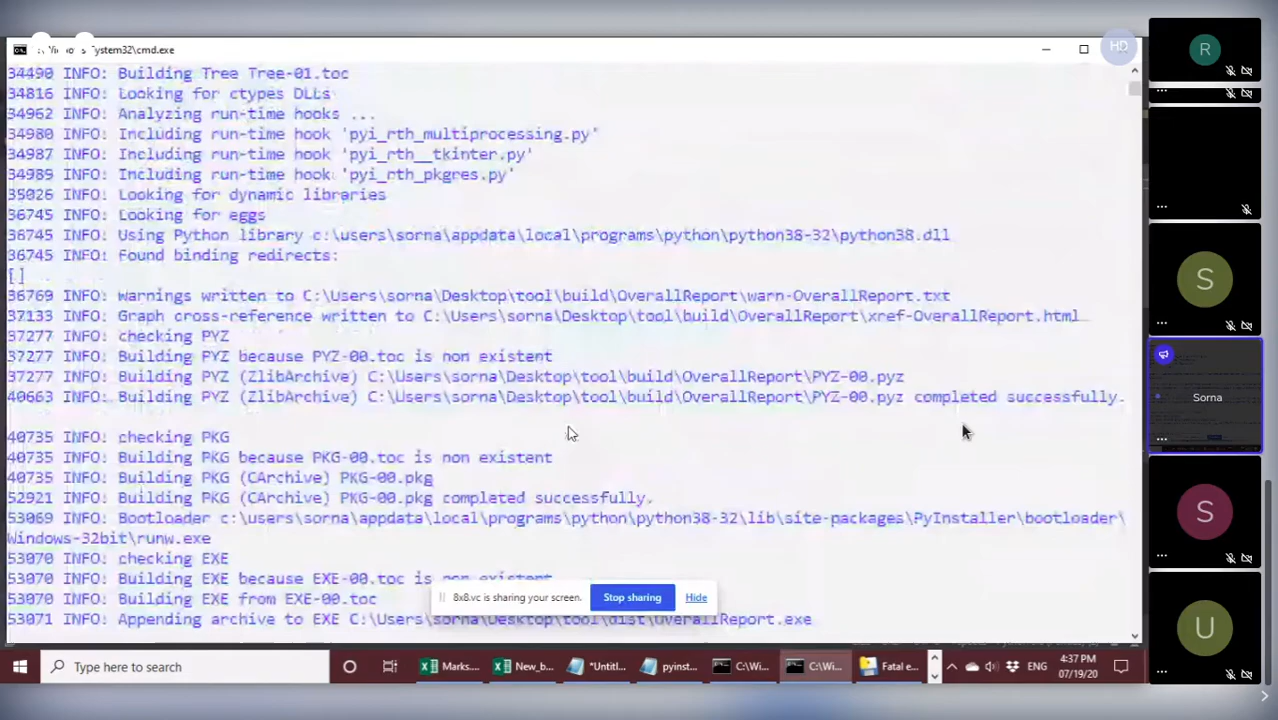 System32\cmd.exe
HD
34490 INFO: Building Tree Tree-01.toc
34816 INFO: Looking for ctypes DLLs
34962 INFO: Analyzing run-time hooks ...
34980 INFO: Including run-time hook 'pyi_rth_multiprocessing.py'
34987 INFO: Including run-time hook 'pyi_rth__tkinter.py'
34989 INFO: Including run-time hook 'pyi_rth_pkgres.py'
35026 INFO: Looking for dynamic libraries
36745 INFO: Looking for eggs
36745 INFO: Using Python library c:\users\sorna\appdata\local\programs\python\python38-32\python38.dll
36745 INFO: Found binding redirects:
[]
36769 INFO: Warnings written to C:\Users\sorna\Desktop\tool\build\OverallReport\warn-OverallReport.txt
37133 INFO: Graph cross-reference written to C:\Users\sorna\Desktop\tool\build\OverallReport\xref-OverallReport.html
37277 INFO: checking PYZ
37277 INFO: Building PYZ because PYZ-00.toc is non existent
37277 INFO: Building PYZ (ZlibArchive) C:\Users\sorna\Desktop\tool\build\OverallReport\PYZ-00.pyz
40663 INFO: Building PYZ (ZlibArchive) C:\Users\sorna\Desktop\tool\build\OverallReport\PYZ-00.pyz completed successfully.
40735 INFO: checking PKG
40735 INFO: Building PKG because PKG-00.toc is non existent
40735 INFO: Building PKG (CArchive) PKG-00.pkg
52921 INFO: Building PKG (CArchive) PKG-00.pkg completed successfully.
53069 INFO: Bootloader c:\users\sorna\appdata\local\programs\python\python38-32\lib\site-packages\PyInstaller\bootloader\
Windows-32bit\runw.exe
53070 INFO: checking EXE
53070 INFO: Building EXE because EXE-00.toc is non existent
53070 INFO: Building EXE from EXE-00.toc
53071 INFO: Appending archive to EXE C:\Users\sorna\Desktop\tool\dist\OverallReport.exe
8x8.vc is sharing your screen.
Stop sharing
Hide
Type here to search
Marks....
New_b...
*Untitl...
pyinst...
C:\Wi...
C:\Wi...
Fatal e...
ENG
4:37 PM
07/19/20
R
S
Sorna
S
U